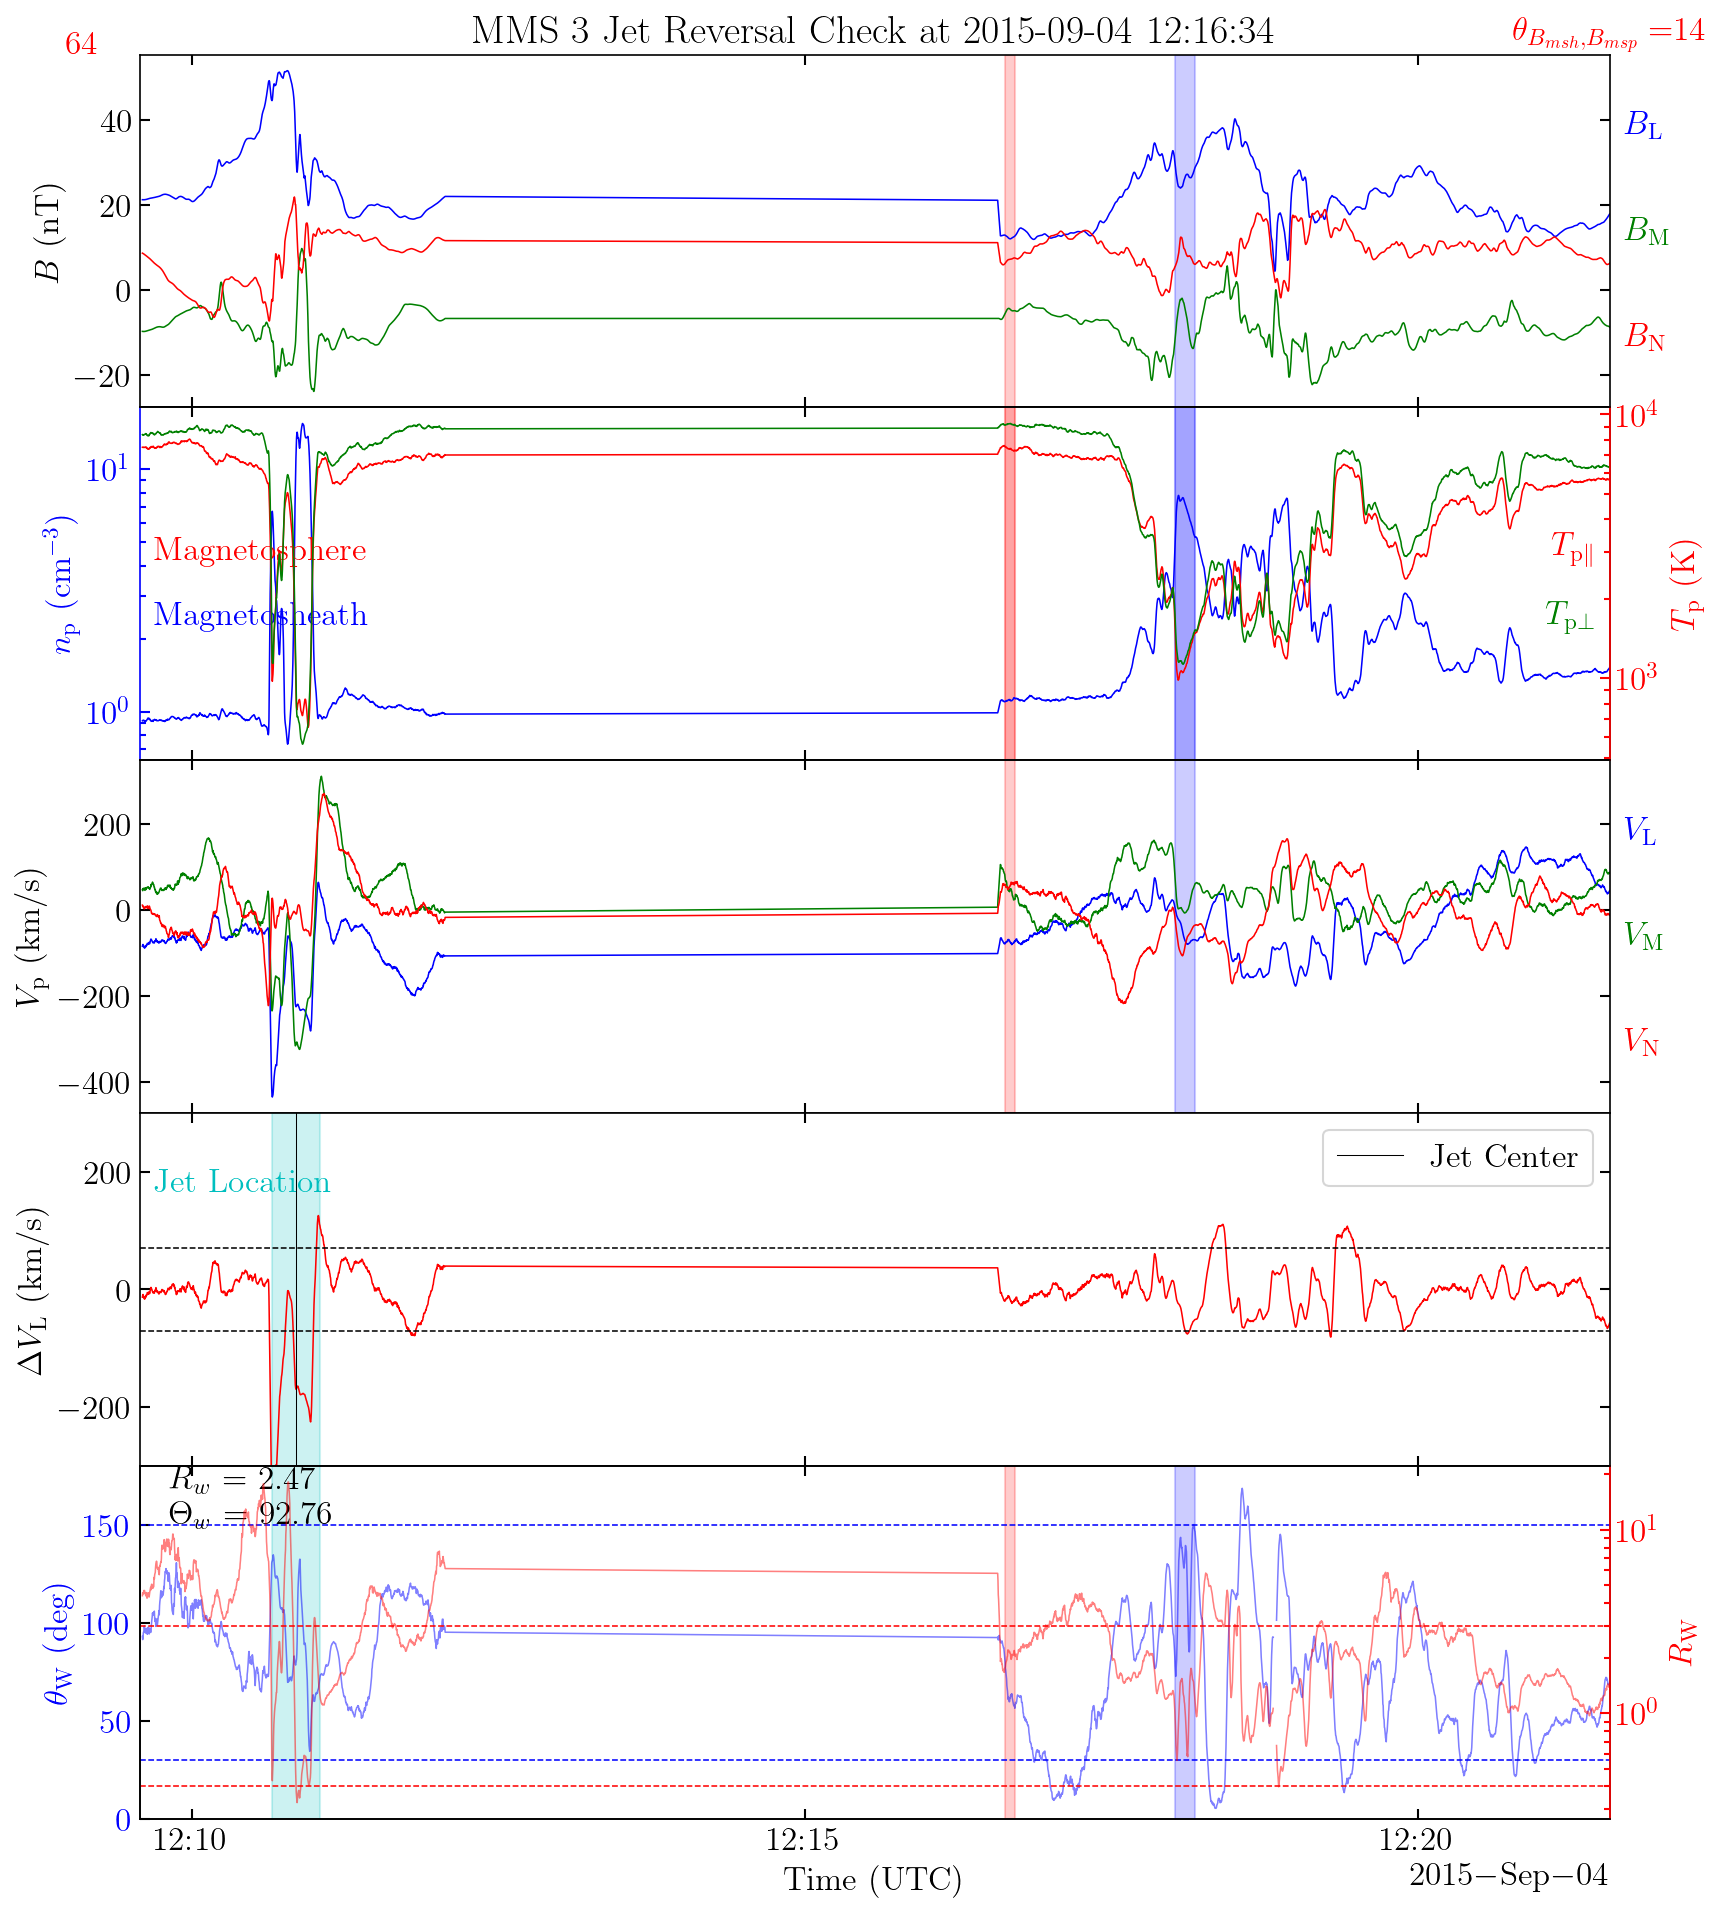 MMS 3 Jet Reversal Check at 2015-09-04 12:16:34
64
θ_{B_{msh},B_{msp}} =14
40
20
0
−20
B (nT)
B_L
B_M
B_N
10^1
10^0
n_p (cm^{−3})
Magnetosphere
Magnetosheath
10^4
10^3
T_{p∥}
T_{p⊥}
T_p (K)
200
0
−200
−400
V_p (km/s)
V_L
V_M
V_N
200
0
−200
ΔV_L (km/s)
Jet Location
Jet Center
R_w = 2.47
Θ_w = 92.76
150
100
50
0
θ_W (deg)
10^1
10^0
R_W
12:10
12:15
12:20
Time (UTC)
2015−Sep−04